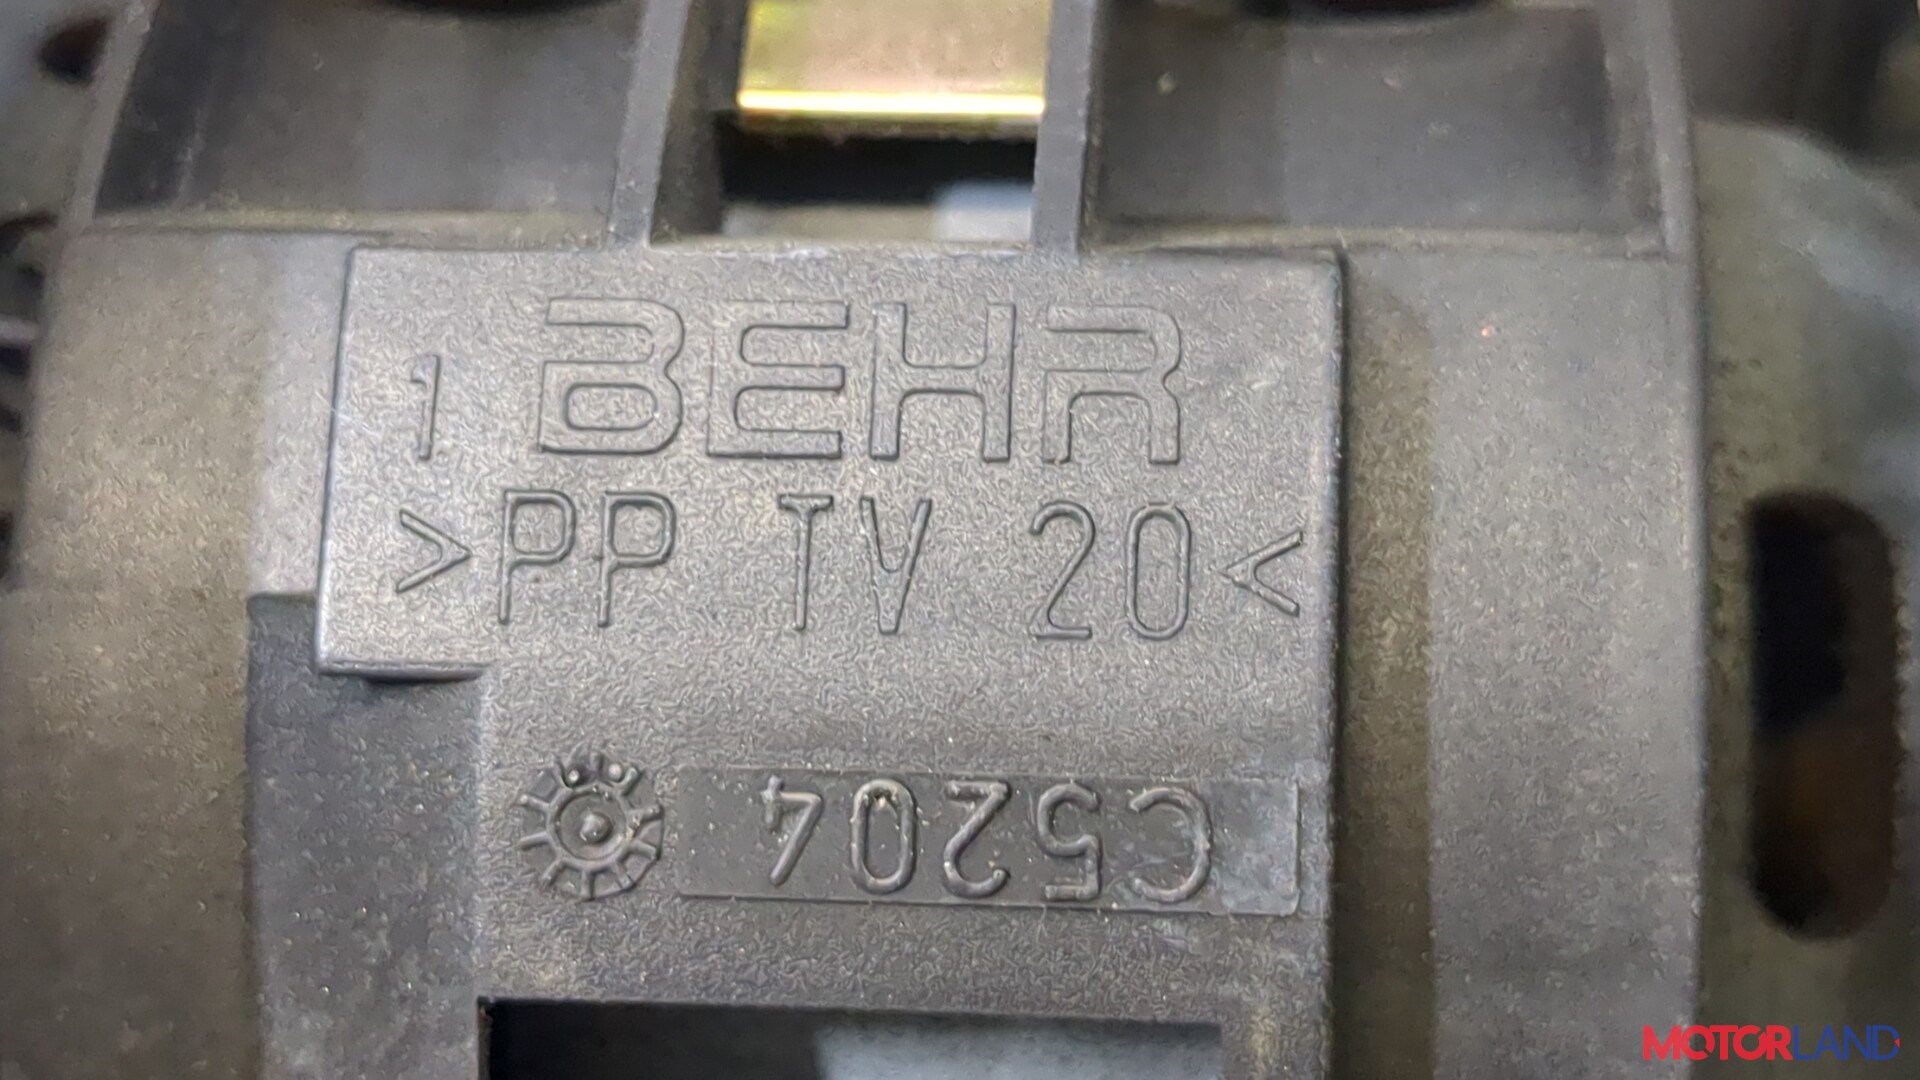 1 BEHR
>PP TV 20<
C5204
MOTORLAND